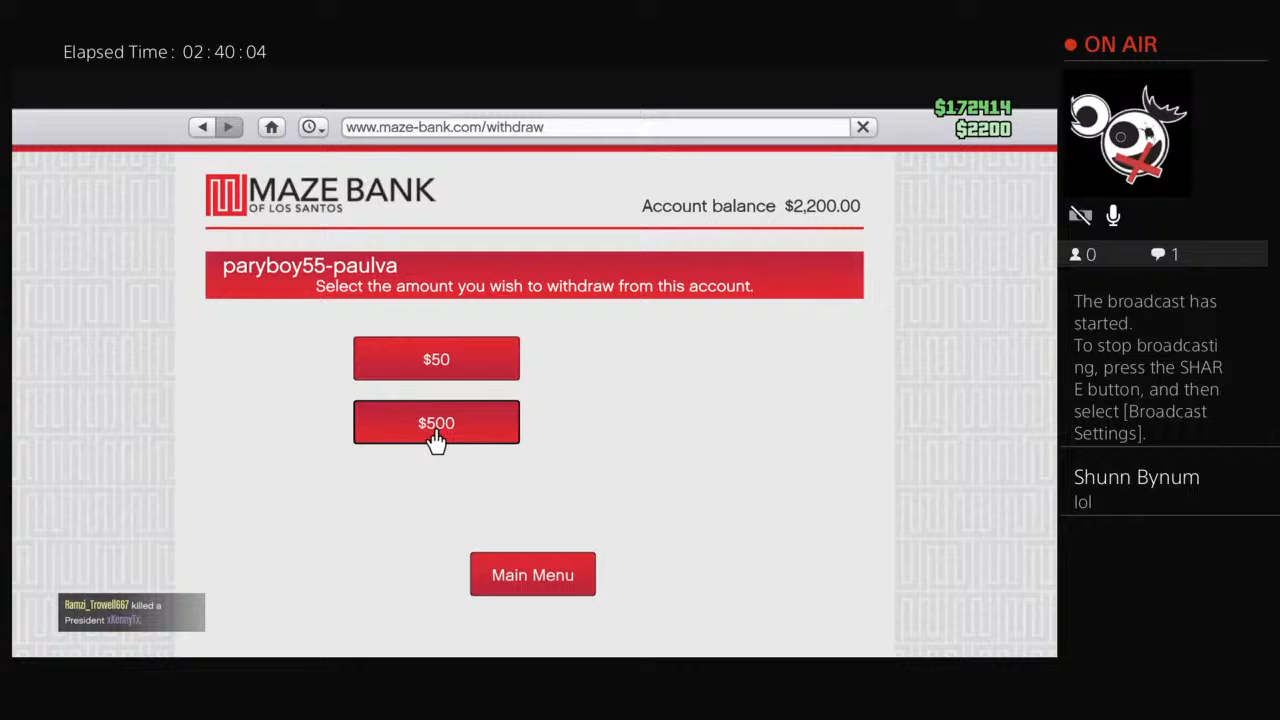 Elapsed Time: 02:40:04
ON AIR
$172414
$2200
www.maze-bank.com/withdraw
MAZE BANK
OF LOS SANTOS
Account balance $2,200.00
paryboy55-paulva
Select the amount you wish to withdraw from this account.
$50
$500
Main Menu
Ramzi_Trowell667 killed a
President xKennyTx.
0
1
The broadcast has
started.
To stop broadcasti
ng, press the SHAR
E button, and then
select [Broadcast
Settings].
Shunn Bynum
lol